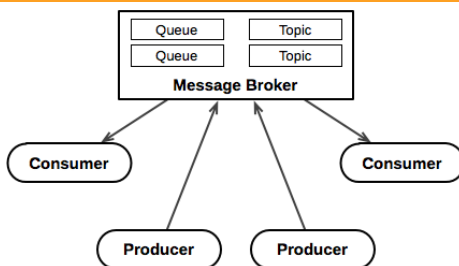 Queue Topic
Queue Topic
Message Broker
Consumer Consumer
Producer Producer